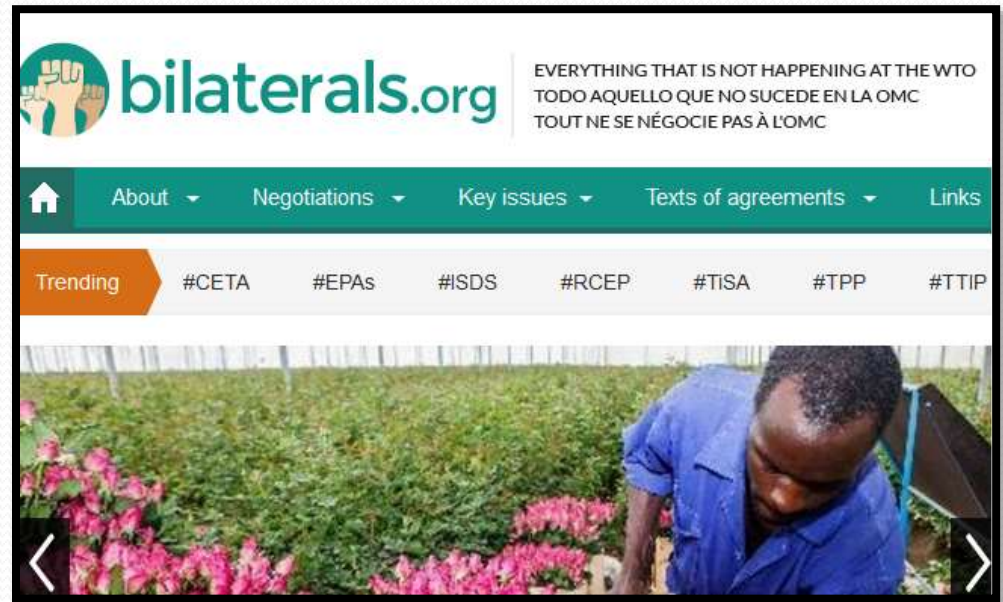 bilaterals.org
EVERYTHING THAT IS NOT HAPPENING AT THE WTO
TODO AQUELLO QUE NO SUCEDE EN LA OMC
TOUT NE SE NÉGOCIE PAS À L'OMC
About Negotiations Key issues Texts of agreements Links
Trending #CETA #EPAs #ISDS #RCEP #TiSA #TPP #TTIP